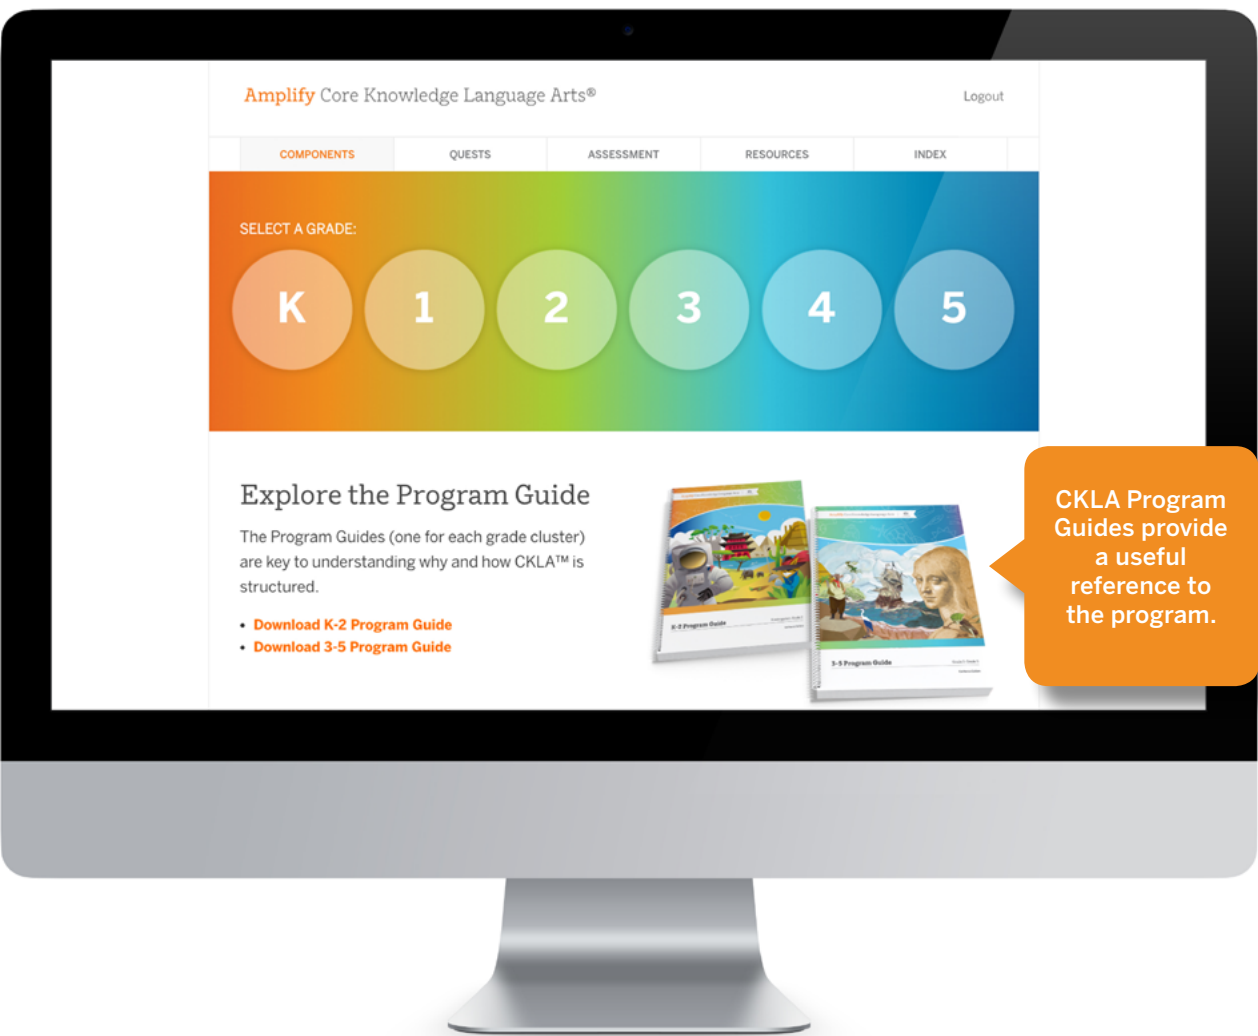 Amplify Core Knowledge Language Arts®
Logout
COMPONENTS QUESTS ASSESSMENT RESOURCES INDEX
SELECT A GRADE:
K 1 2 3 4 5
Explore the Program Guide
The Program Guides (one for each grade cluster)
are key to understanding why and how CKLA™ is
structured.
• Download K-2 Program Guide
• Download 3-5 Program Guide
K-2 Program Guide
3-5 Program Guide
CKLA Program
Guides provide
a useful
reference to
the program.